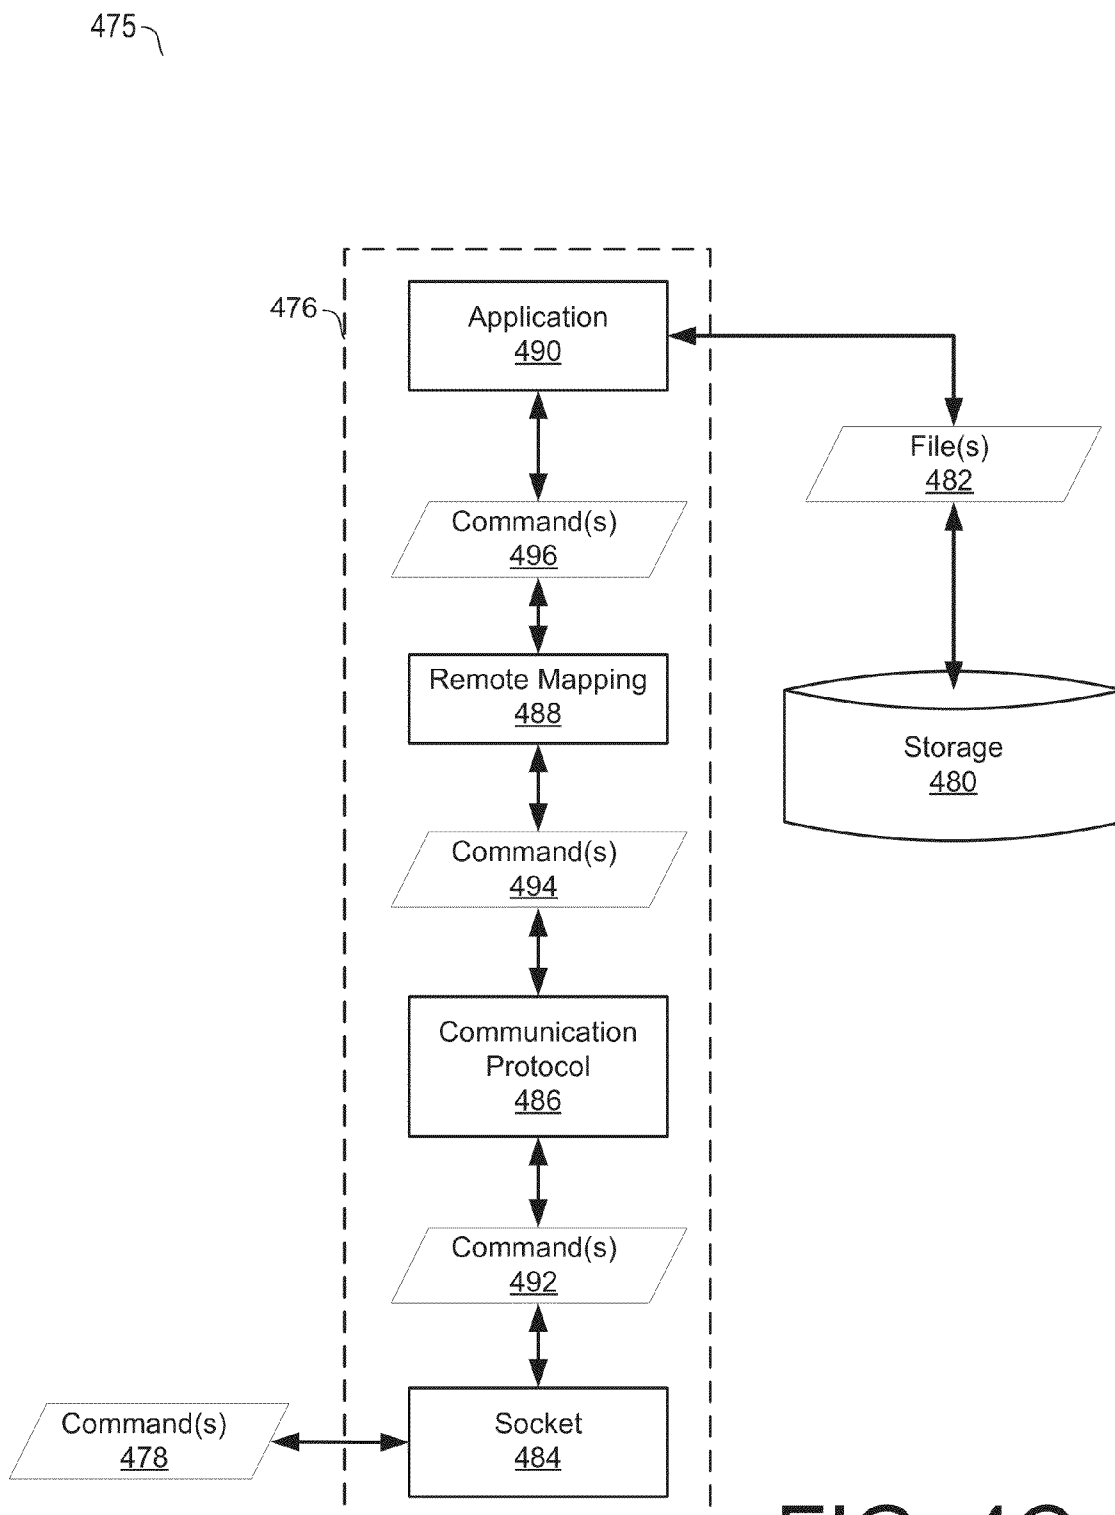 475
476
Application
490
File(s)
482
Command(s)
496
Remote Mapping
488
Storage
480
Command(s)
494
Communication
Protocol
486
Command(s)
492
Command(s)
478
Socket
484